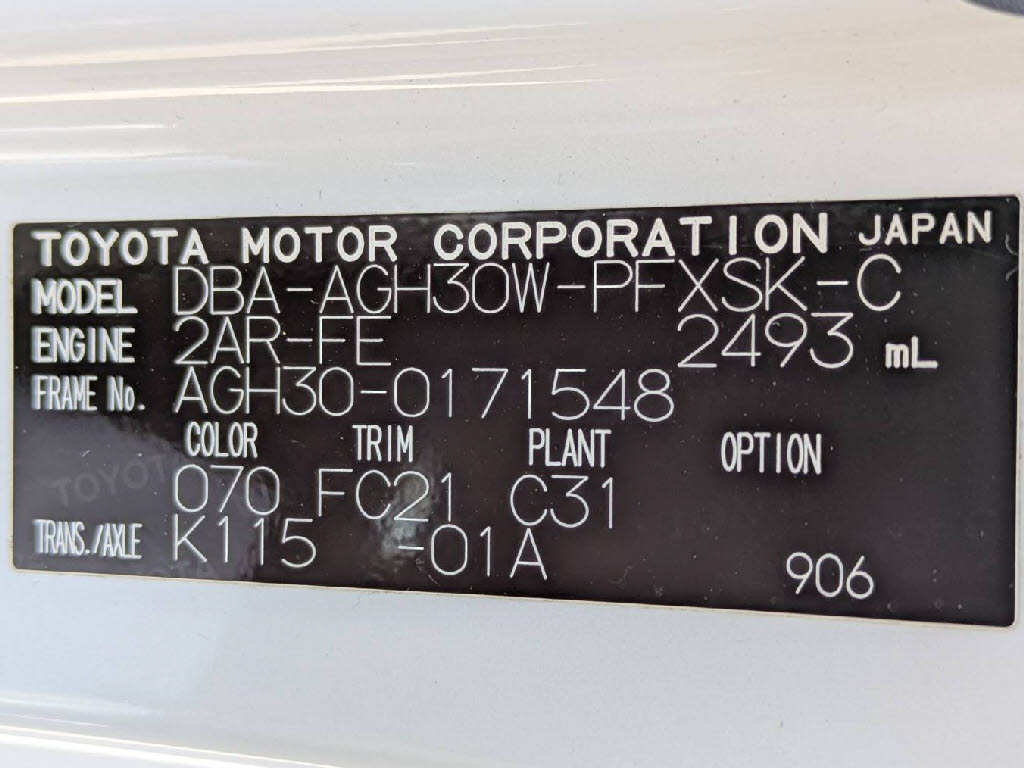 TOYOTA MOTOR CORPORATION JAPAN
MODEL DBA-AGH30W-PFXSK-C
ENGINE 2AR-FE 2493 mL
FRAME No. AGH30-0171548
COLOR TRIM PLANT OPTION
070 FC21 C31
TRANS./AXLE K115 -01A
906